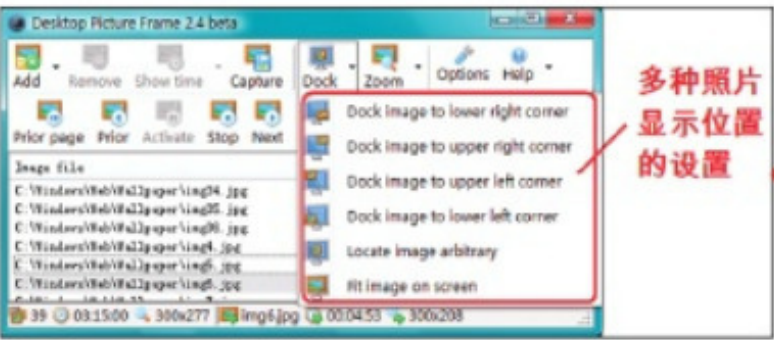 Desktop Picture Frame 2.4 beta
Add Remove Show time Capture Dock Zoom Options Help
Prior page Prior Activate Stop Next
Dock image to lower right corner
Dock image to upper right corner
Dock image to upper left corner
Dock image to lower left corner
Locate image arbitrary
Fit image on screen
多种照片
显示位置
的设置
Image file
C:\Windows\Web\Wallpaper\img34.jpg
C:\Windows\Web\Wallpaper\img35.jpg
C:\Windows\Web\Wallpaper\img36.jpg
C:\Windows\Web\Wallpaper\img4.jpg
C:\Windows\Web\Wallpaper\img5.jpg
C:\Windows\Web\Wallpaper\img6.jpg
39 03:15:00 300x277 img6.jpg 00:04:53 300x208